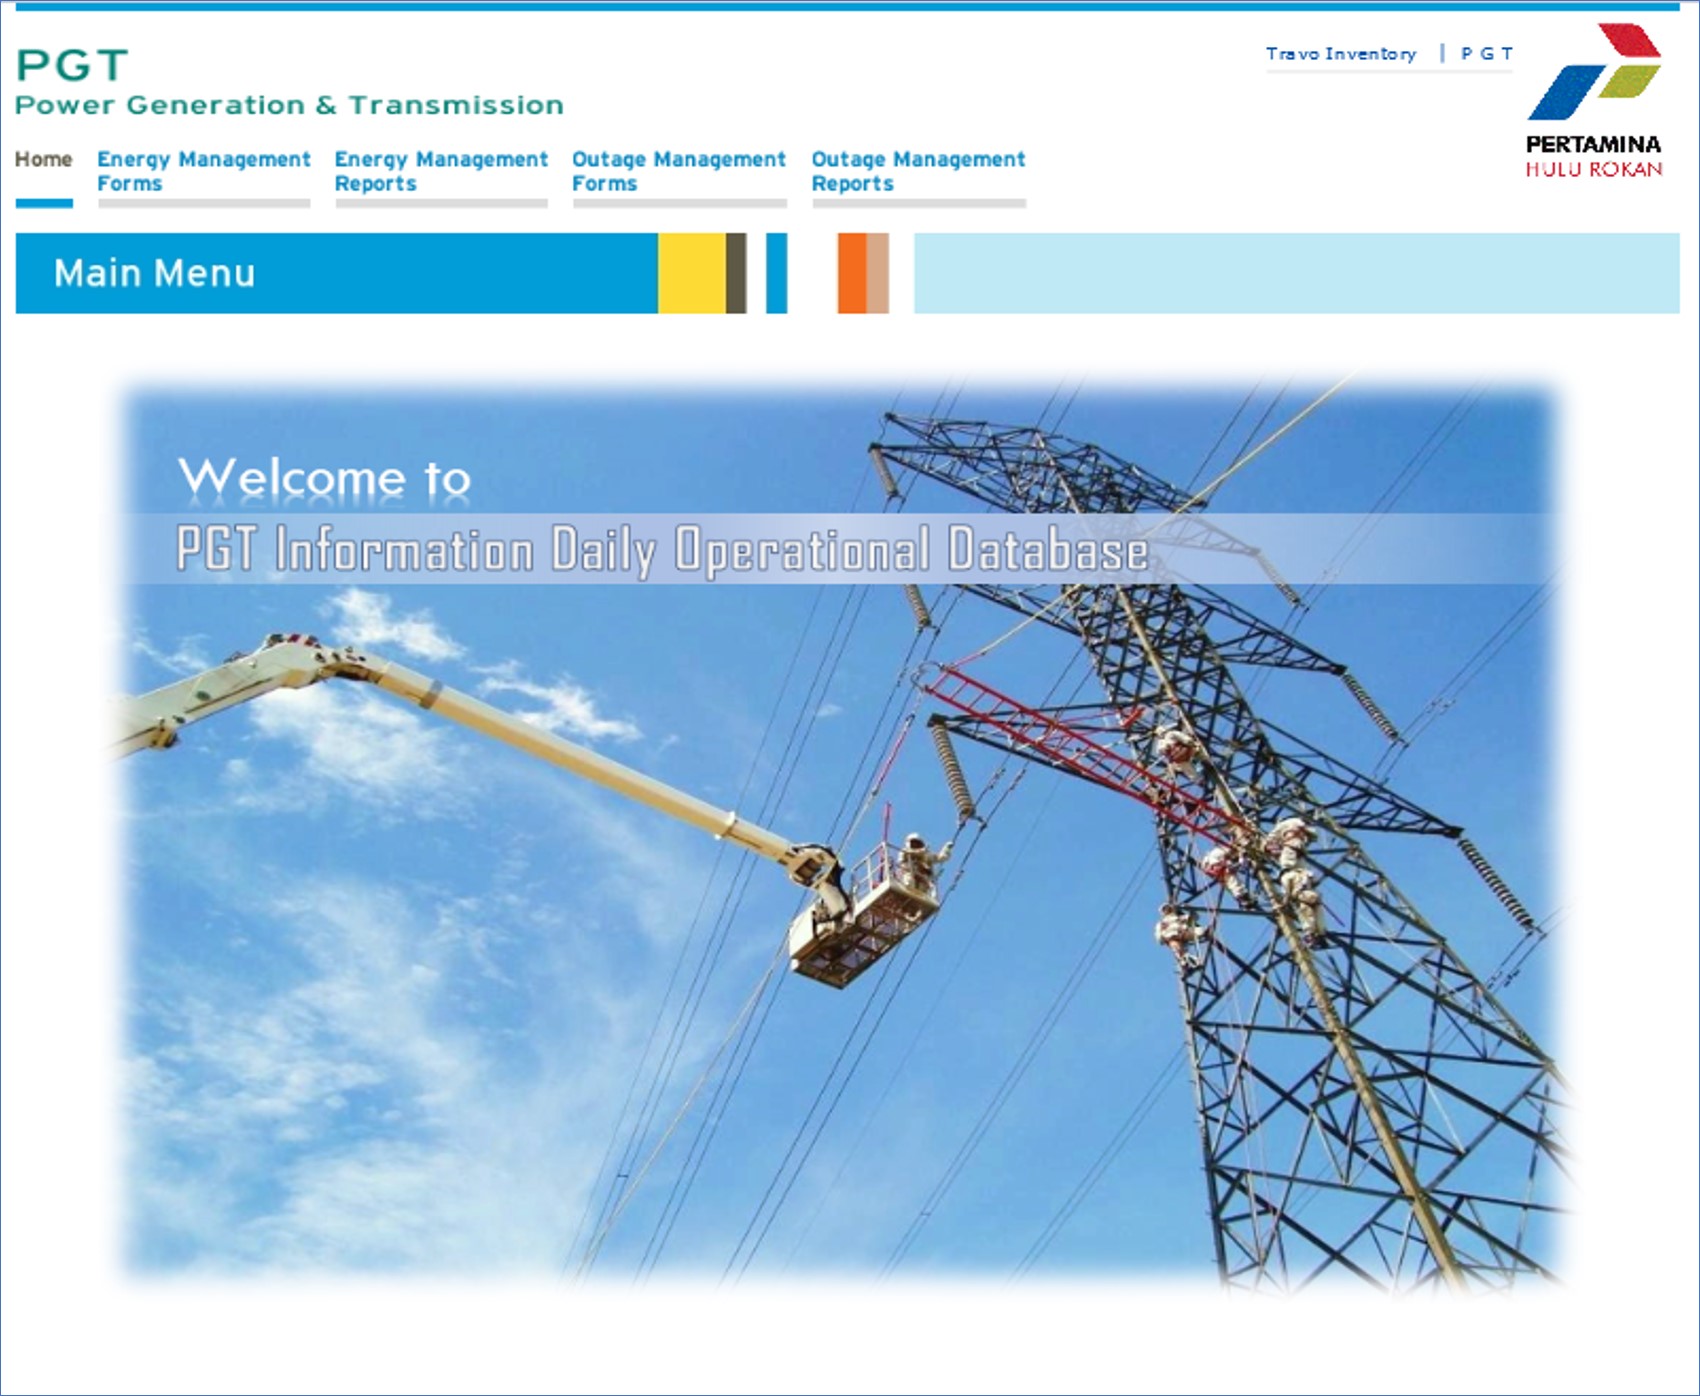 PGT
Power Generation & Transmission
Travo Inventory | P G T
PERTAMINA
HULU ROKAN
Home
Energy Management
Forms
Energy Management
Reports
Outage Management
Forms
Outage Management
Reports
Main Menu
Welcome to
PGT Information Daily Operational Database